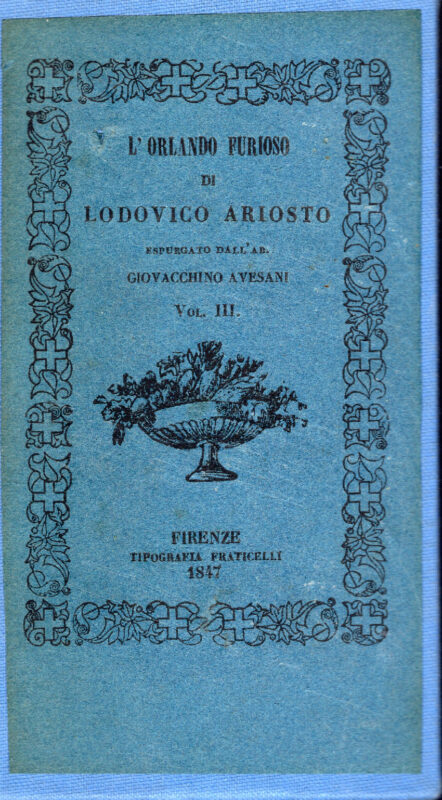 L' ORLANDO FURIOSO
DI
LODOVICO ARIOSTO
ESPURGATO DALL' AB.
GIOVACCHINO AVESANI
VOL. III.
FIRENZE
TIPOGRAFIA FRATICELLI
1847